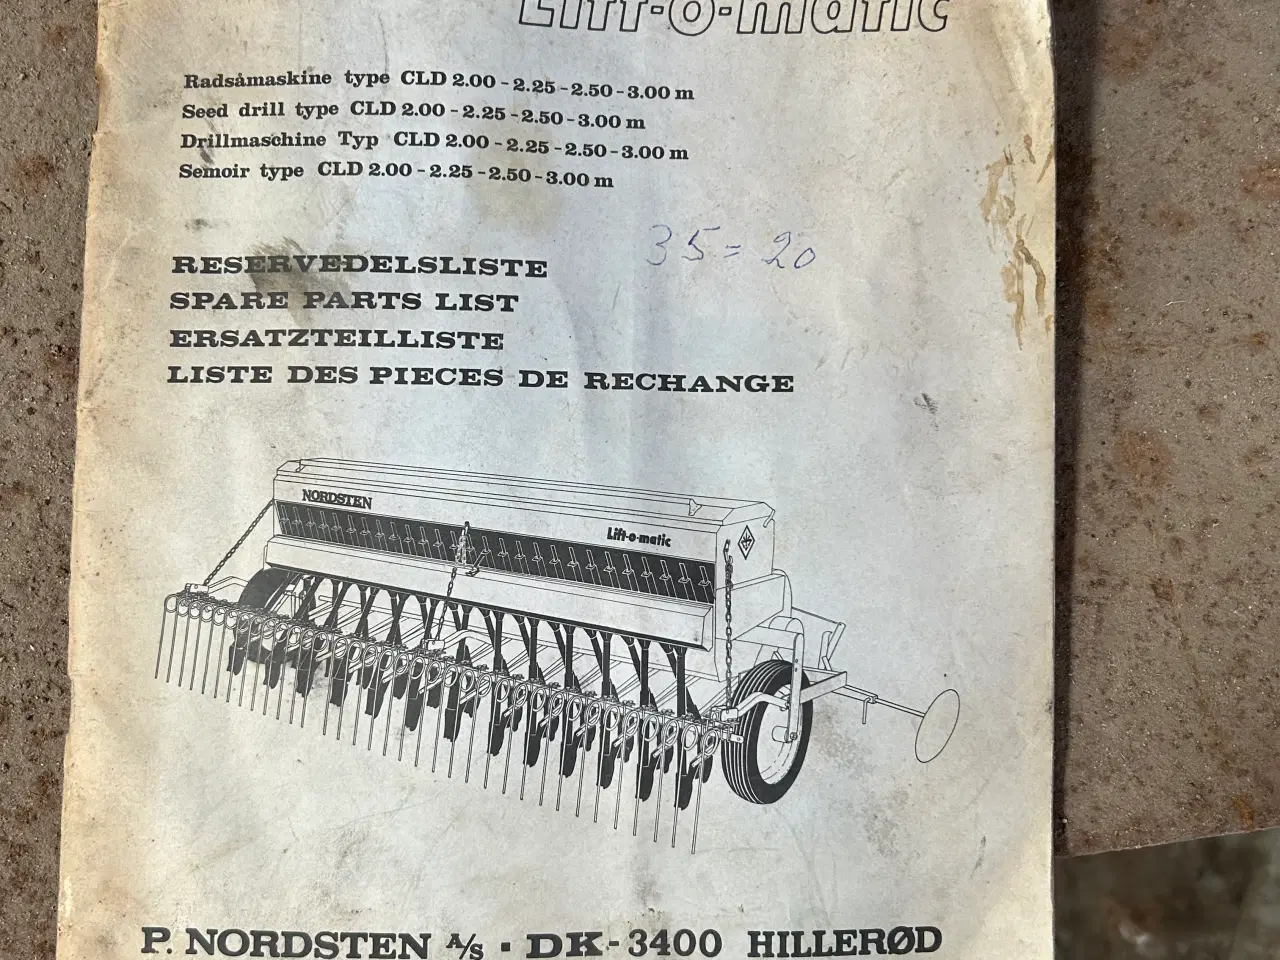 Lift-o-matic
Radsåmaskine type CLD 2.00 - 2.25 - 2.50 - 3.00 m
Seed drill type CLD 2.00 - 2.25 - 2.50 - 3.00 m
Drillmaschine Typ CLD 2.00 - 2.25 - 2.50 - 3.00 m
Semoir type CLD 2.00 - 2.25 - 2.50 - 3.00 m
35 = 20
RESERVEDELSLISTE
SPARE PARTS LIST
ERSATZTEILLISTE
LISTE DES PIECES DE RECHANGE
NORDSTEN
Lift-o-matic
P. NORDSTEN A/S · DK - 3400 HILLERØD